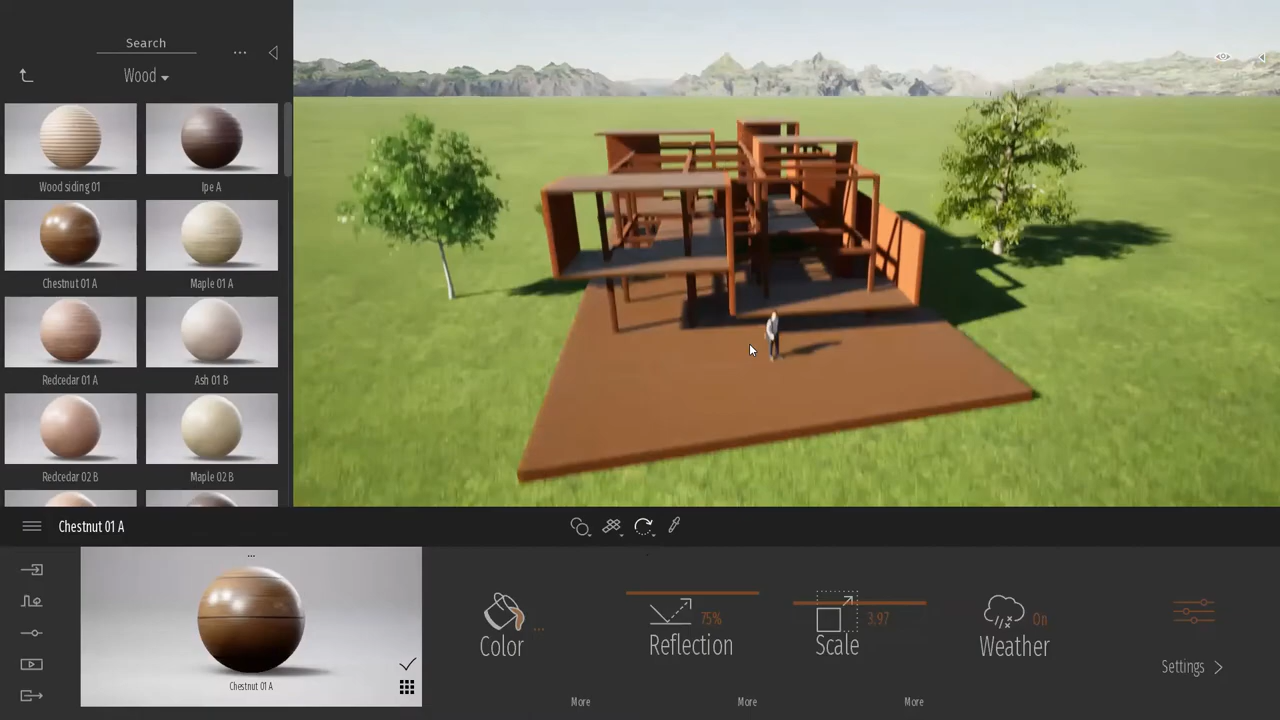 Search
Wood
Wood siding 01
Ipe A
Chestnut 01 A
Maple 01 A
Redcedar 01 A
Ash 01 B
Redcedar 02 B
Maple 02 B
Chestnut 01 A
Chestnut 01 A
Color
More
75%
Reflection
More
3.97
Scale
More
On
Weather
Settings